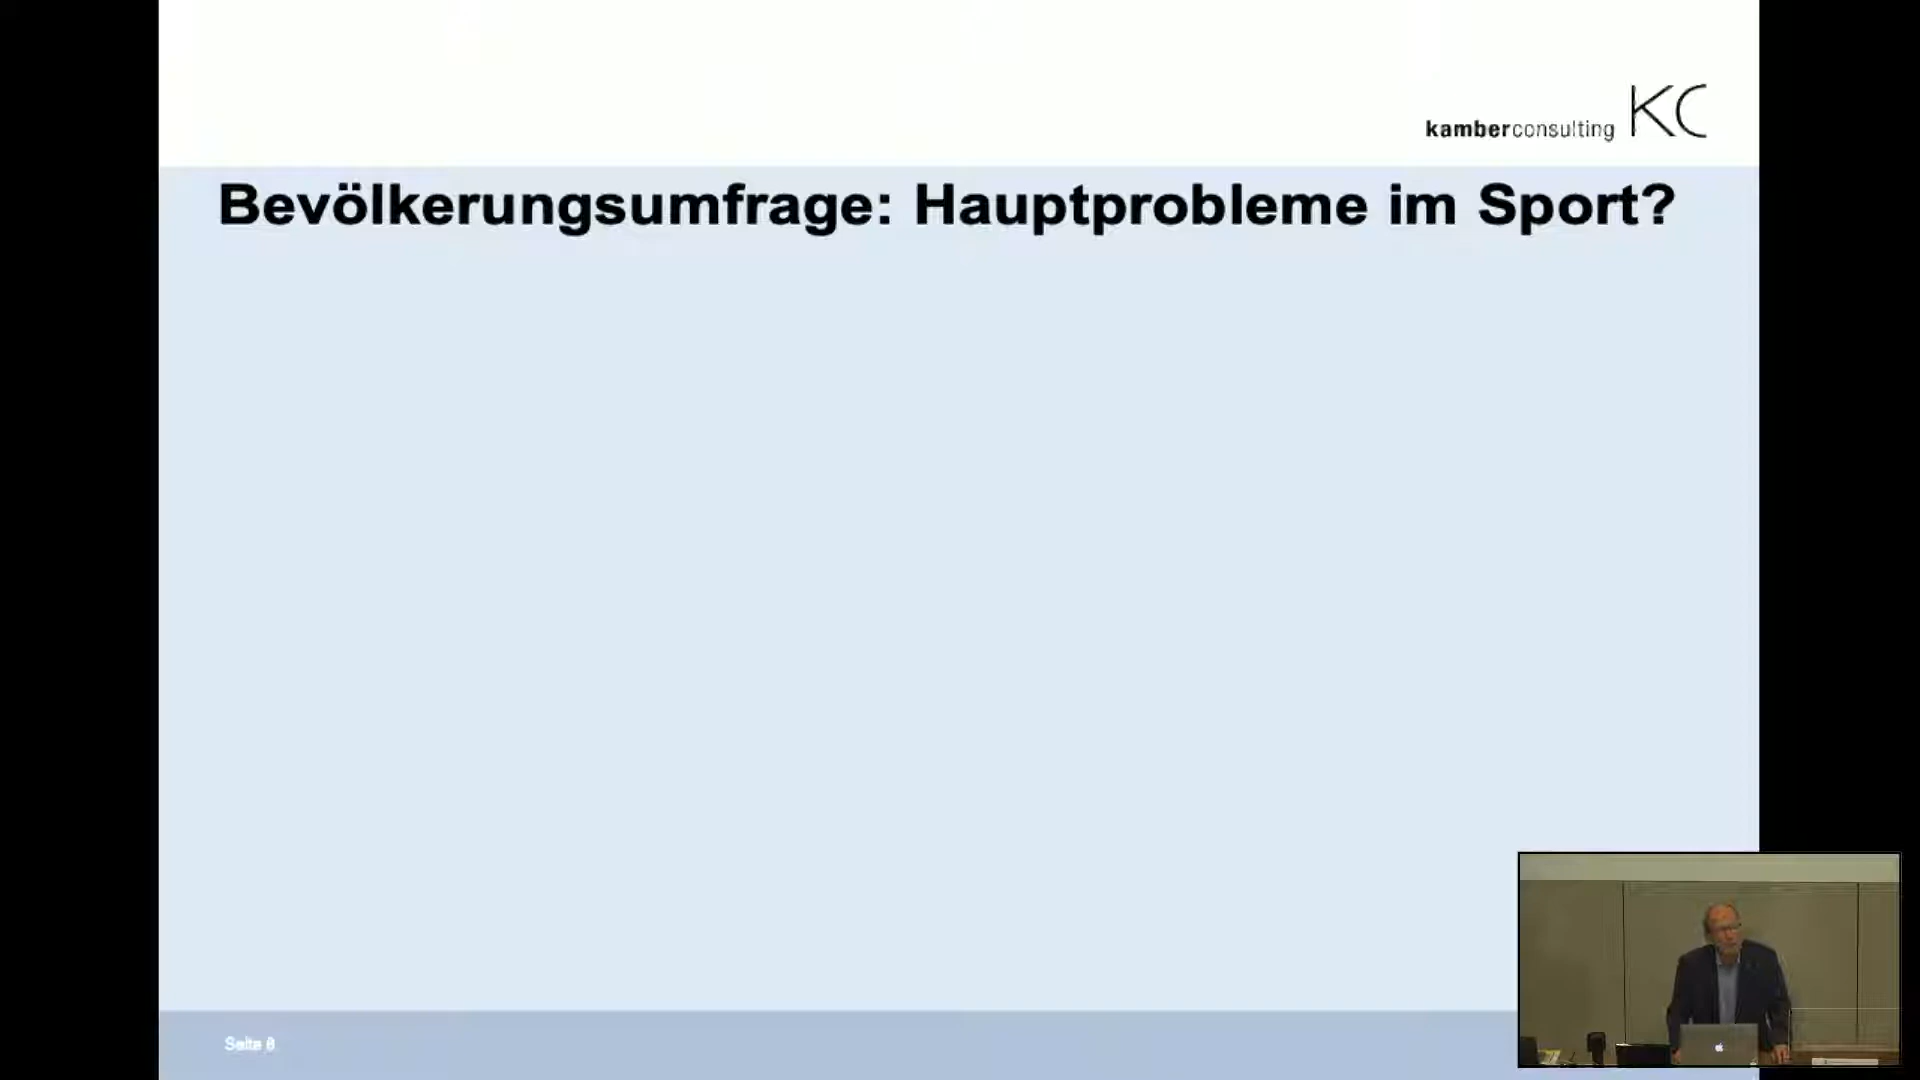 kamberconsulting KC
Bevölkerungsumfrage: Hauptprobleme im Sport?
Seite 8